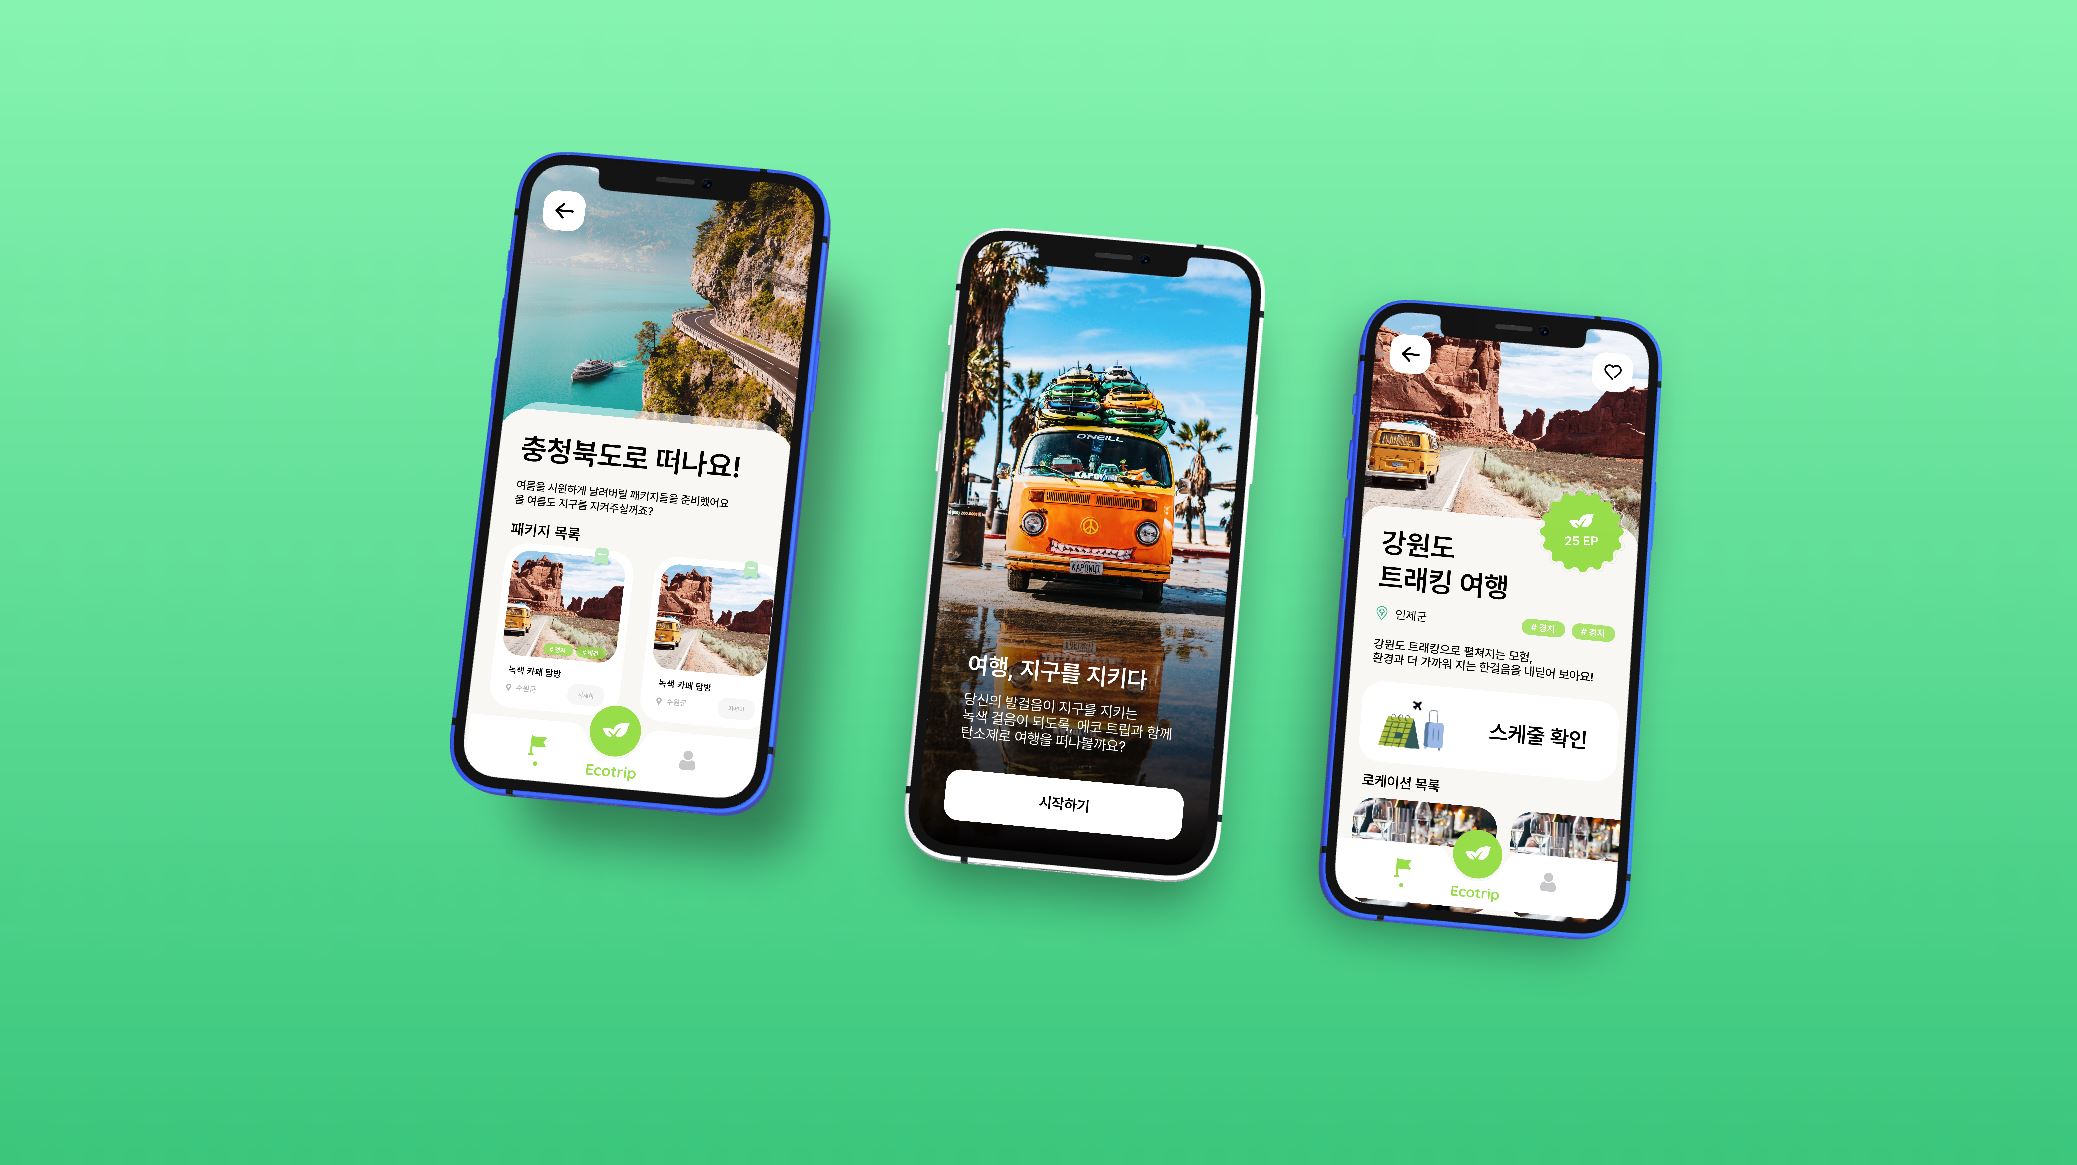 충청북도로 떠나요!
여름을 시원하게 날려버릴 패키지들을 준비했어요
올 여름도 지구를 지켜주실꺼죠?
패키지 목록
녹색 카페 탐방
수원군
녹색 카페 탐방
수원군
Ecotrip
O'NEILL
KAPOWUI
여행, 지구를 지키다
당신의 발걸음이 지구를 지키는
녹색 걸음이 되도록, 에코 트립과 함께
탄소제로 여행을 떠나볼까요?
시작하기
25 EP
강원도
트래킹 여행
인제군
# 경치
# 경치
강원도 트래킹으로 펼쳐지는 모험,
환경과 더 가까워 지는 한걸음을 내딛어 보아요!
스케줄 확인
로케이션 목록
Ecotrip